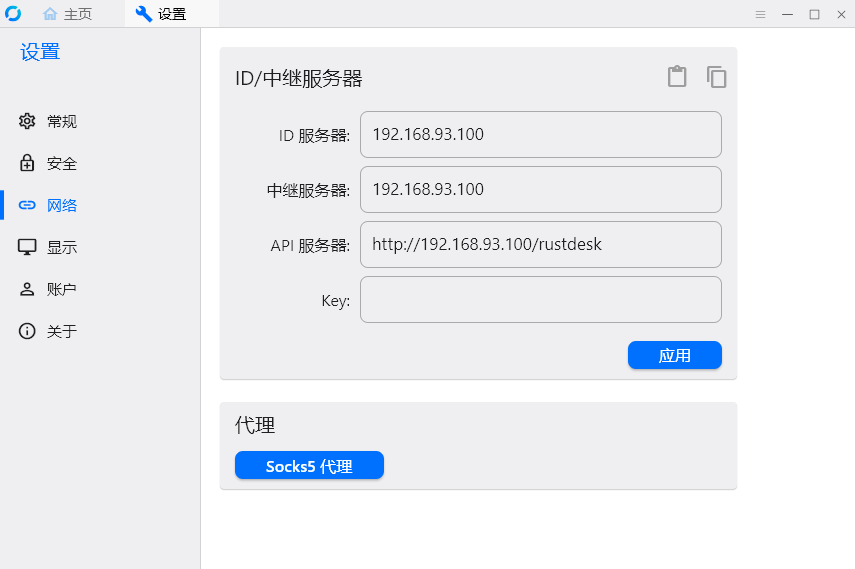 主页
设置
设置
常规
安全
网络
显示
账户
关于
ID/中继服务器
ID 服务器: 192.168.93.100
中继服务器: 192.168.93.100
API 服务器: http://192.168.93.100/rustdesk
Key:
应用
代理
Socks5 代理